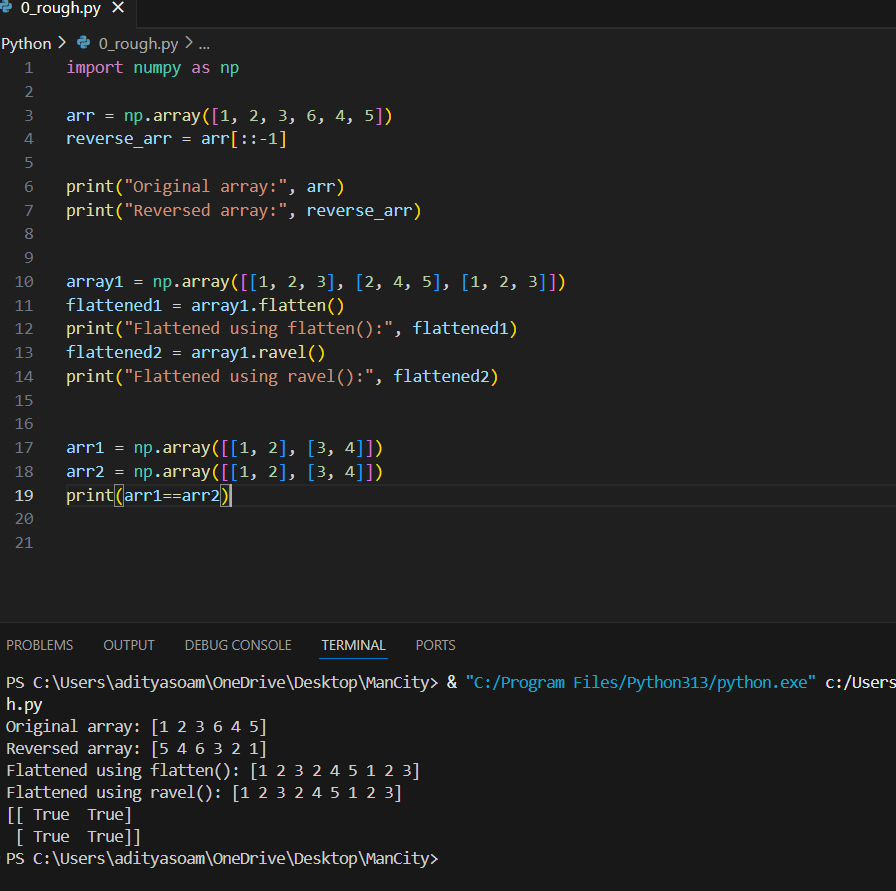 0_rough.py ×
Python > 0_rough.py > ...
1 import numpy as np
2
3 arr = np.array([1, 2, 3, 6, 4, 5])
4 reverse_arr = arr[::-1]
5
6 print("Original array:", arr)
7 print("Reversed array:", reverse_arr)
8
9
10 array1 = np.array([[1, 2, 3], [2, 4, 5], [1, 2, 3]])
11 flattened1 = array1.flatten()
12 print("Flattened using flatten():", flattened1)
13 flattened2 = array1.ravel()
14 print("Flattened using ravel():", flattened2)
15
16
17 arr1 = np.array([[1, 2], [3, 4]])
18 arr2 = np.array([[1, 2], [3, 4]])
19 print(arr1==arr2)
20
21
PROBLEMS OUTPUT DEBUG CONSOLE TERMINAL PORTS
PS C:\Users\adityasoam\OneDrive\Desktop\ManCity> & "C:/Program Files/Python313/python.exe" c:/Users
h.py
Original array: [1 2 3 6 4 5]
Reversed array: [5 4 6 3 2 1]
Flattened using flatten(): [1 2 3 2 4 5 1 2 3]
Flattened using ravel(): [1 2 3 2 4 5 1 2 3]
[[ True  True]
 [ True  True]]
PS C:\Users\adityasoam\OneDrive\Desktop\ManCity>